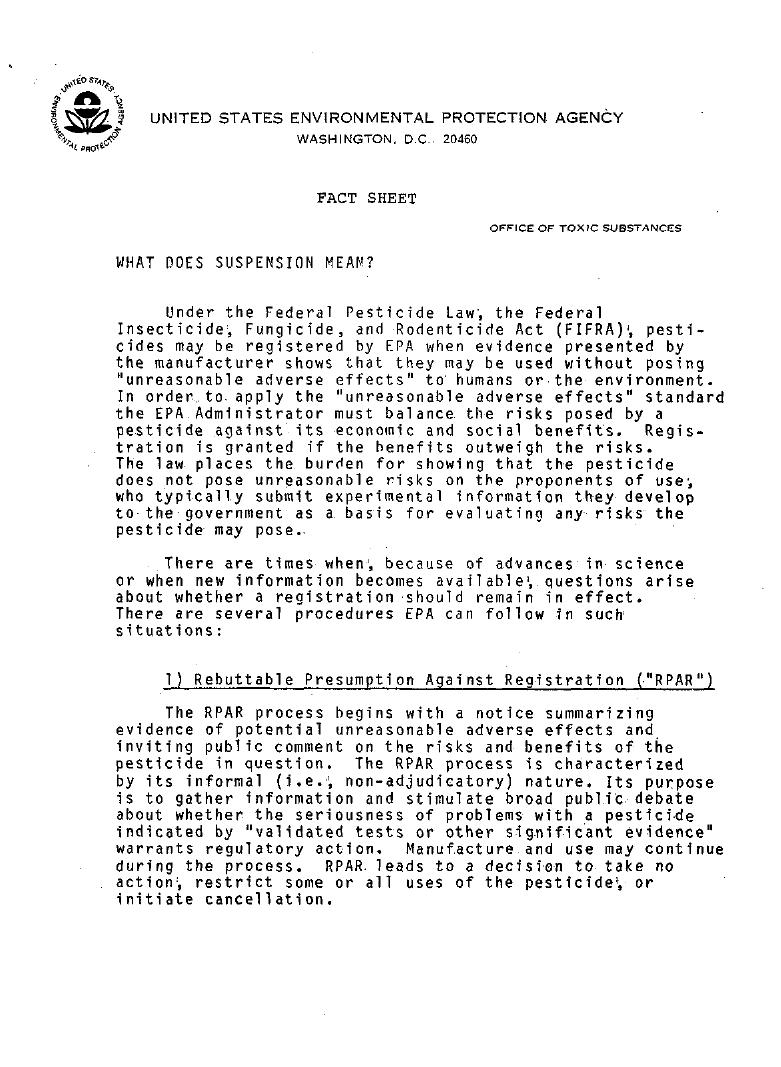 UNITED STATES ENVIRONMENTAL PROTECTION AGENCY
UNITED STATES ENVIRONMENTAL PROTECTION AGENCY
WASHINGTON, D.C. 20460
FACT SHEET
OFFICE OF TOXIC SUBSTANCES
WHAT DOES SUSPENSION MEAN?
Under the Federal Pesticide Law, the Federal
Insecticide, Fungicide, and Rodenticide Act (FIFRA), pesti-
cides may be registered by EPA when evidence presented by
the manufacturer shows that they may be used without posing
"unreasonable adverse effects" to humans or the environment.
In order to apply the "unreasonable adverse effects" standard
the EPA Administrator must balance the risks posed by a
pesticide against its economic and social benefits. Regis-
tration is granted if the benefits outweigh the risks.
The law places the burden for showing that the pesticide
does not pose unreasonable risks on the proponents of use,
who typically submit experimental information they develop
to the government as a basis for evaluating any risks the
pesticide may pose.
There are times when, because of advances in science
or when new information becomes available, questions arise
about whether a registration should remain in effect.
There are several procedures EPA can follow in such
situations:
1) Rebuttable Presumption Against Registration ("RPAR")
The RPAR process begins with a notice summarizing
evidence of potential unreasonable adverse effects and
inviting public comment on the risks and benefits of the
pesticide in question. The RPAR process is characterized
by its informal (i.e., non-adjudicatory) nature. Its purpose
is to gather information and stimulate broad public debate
about whether the seriousness of problems with a pesticide
indicated by "validated tests or other significant evidence"
warrants regulatory action. Manufacture and use may continue
during the process. RPAR leads to a decision to take no
action, restrict some or all uses of the pesticide, or
initiate cancellation.